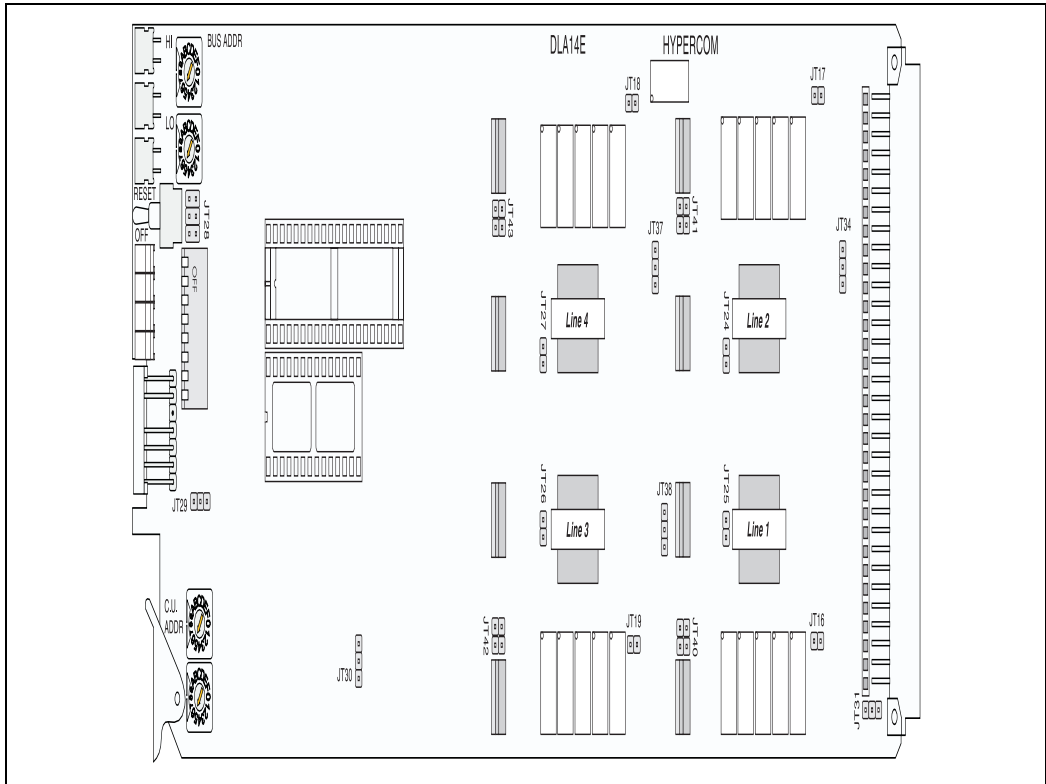 HI
BUS ADDR
DLA14E
HYPERCOM
JT18
JT17
LO
RESET
JT28
OFF
OFF
JT43
JT41
JT37
JT34
JT27
Line 4
JT24
Line 2
JT29
JT26
Line 3
JT38
JT25
Line 1
C.U.
ADDR
JT30
JT42
JT19
JT40
JT16
JT31